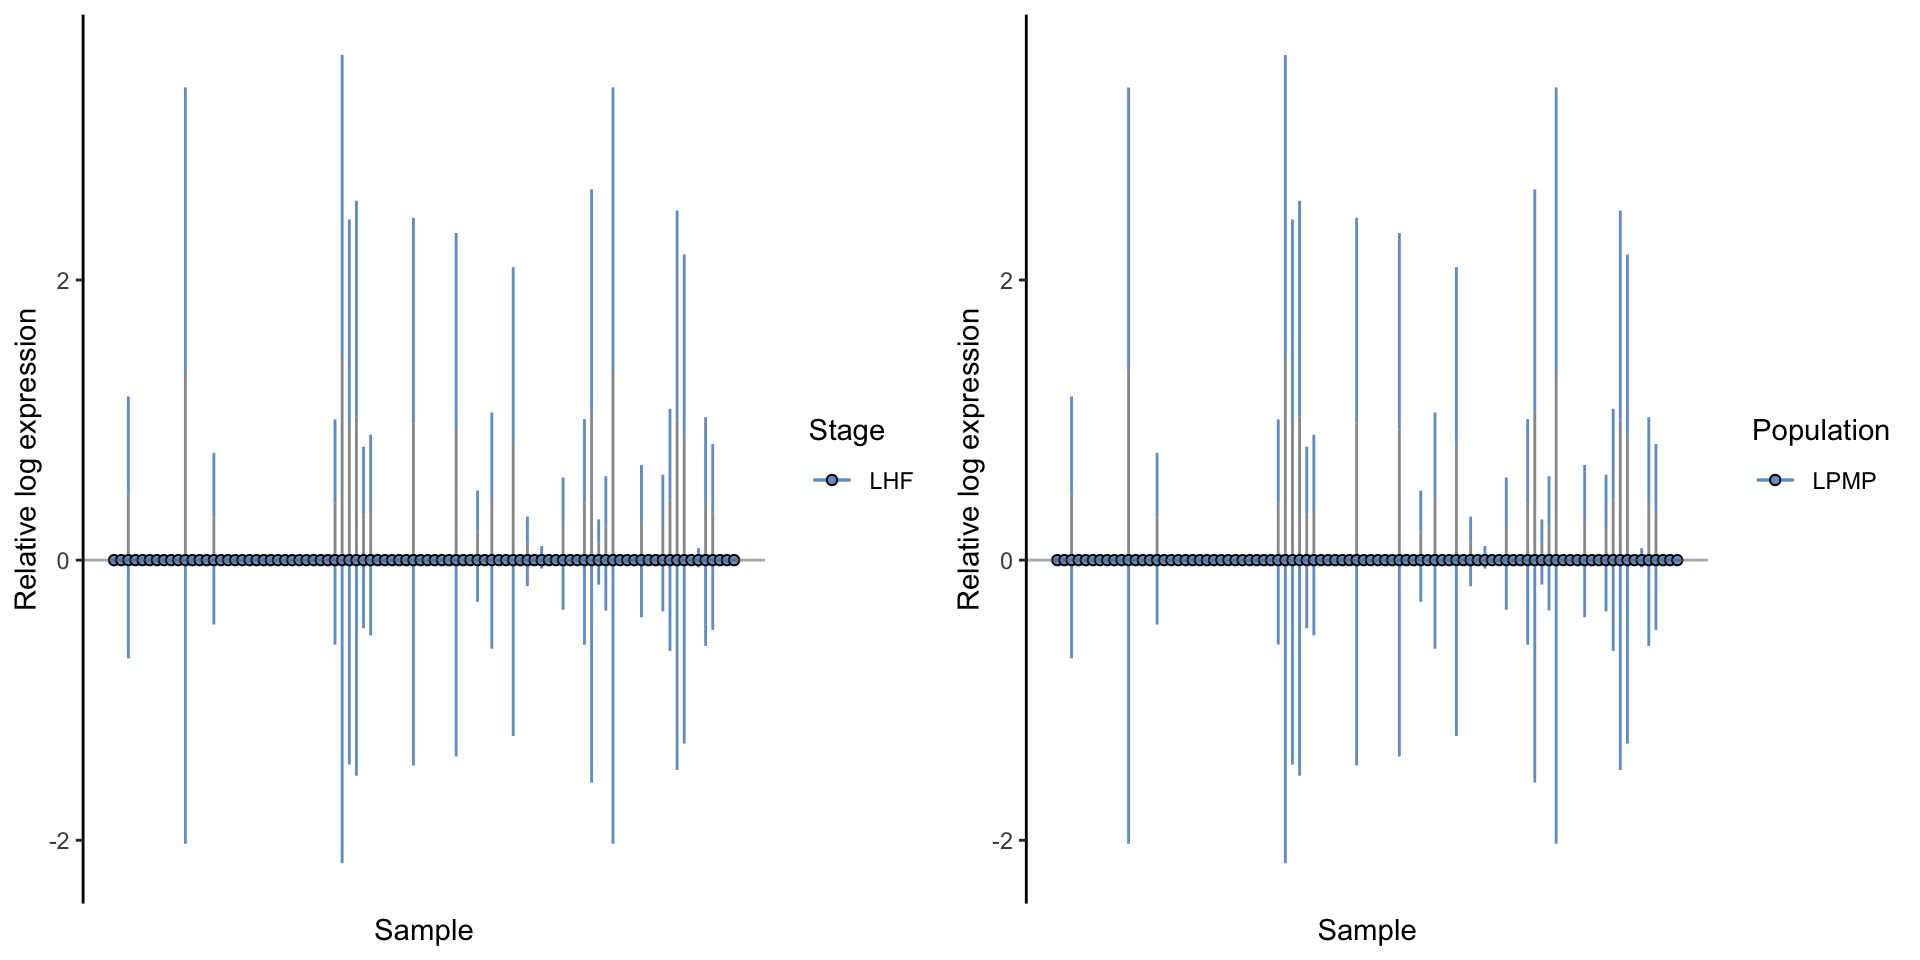 Relative log expression
2
0
-2
Sample
Stage
LHF
Relative log expression
2
0
-2
Sample
Population
LPMP